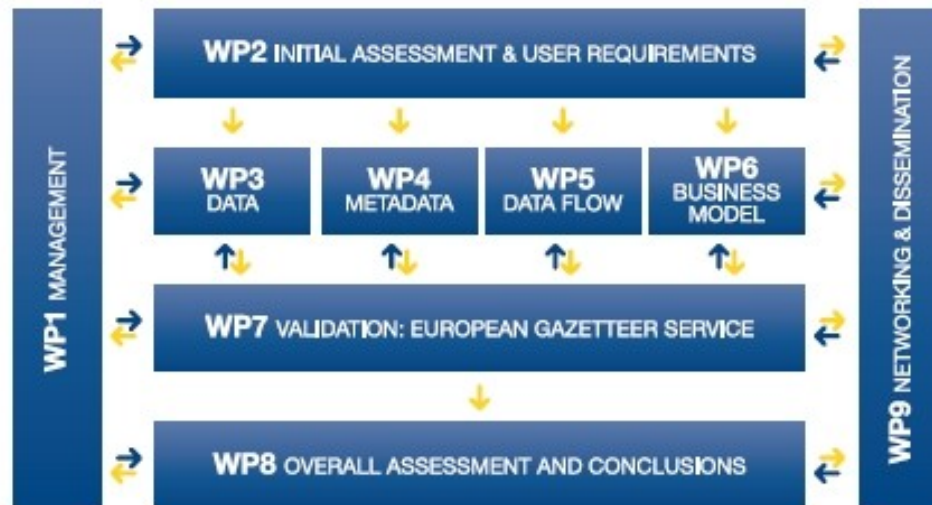 WP1 MANAGEMENT
WP2 INITIAL ASSESSMENT & USER REQUIREMENTS
WP3
DATA
WP4
METADATA
WP5
DATA FLOW
WP6
BUSINESS
MODEL
WP7 VALIDATION: EUROPEAN GAZETTEER SERVICE
WP8 OVERALL ASSESSMENT AND CONCLUSIONS
WP9 NETWORKING & DISSEMINATION